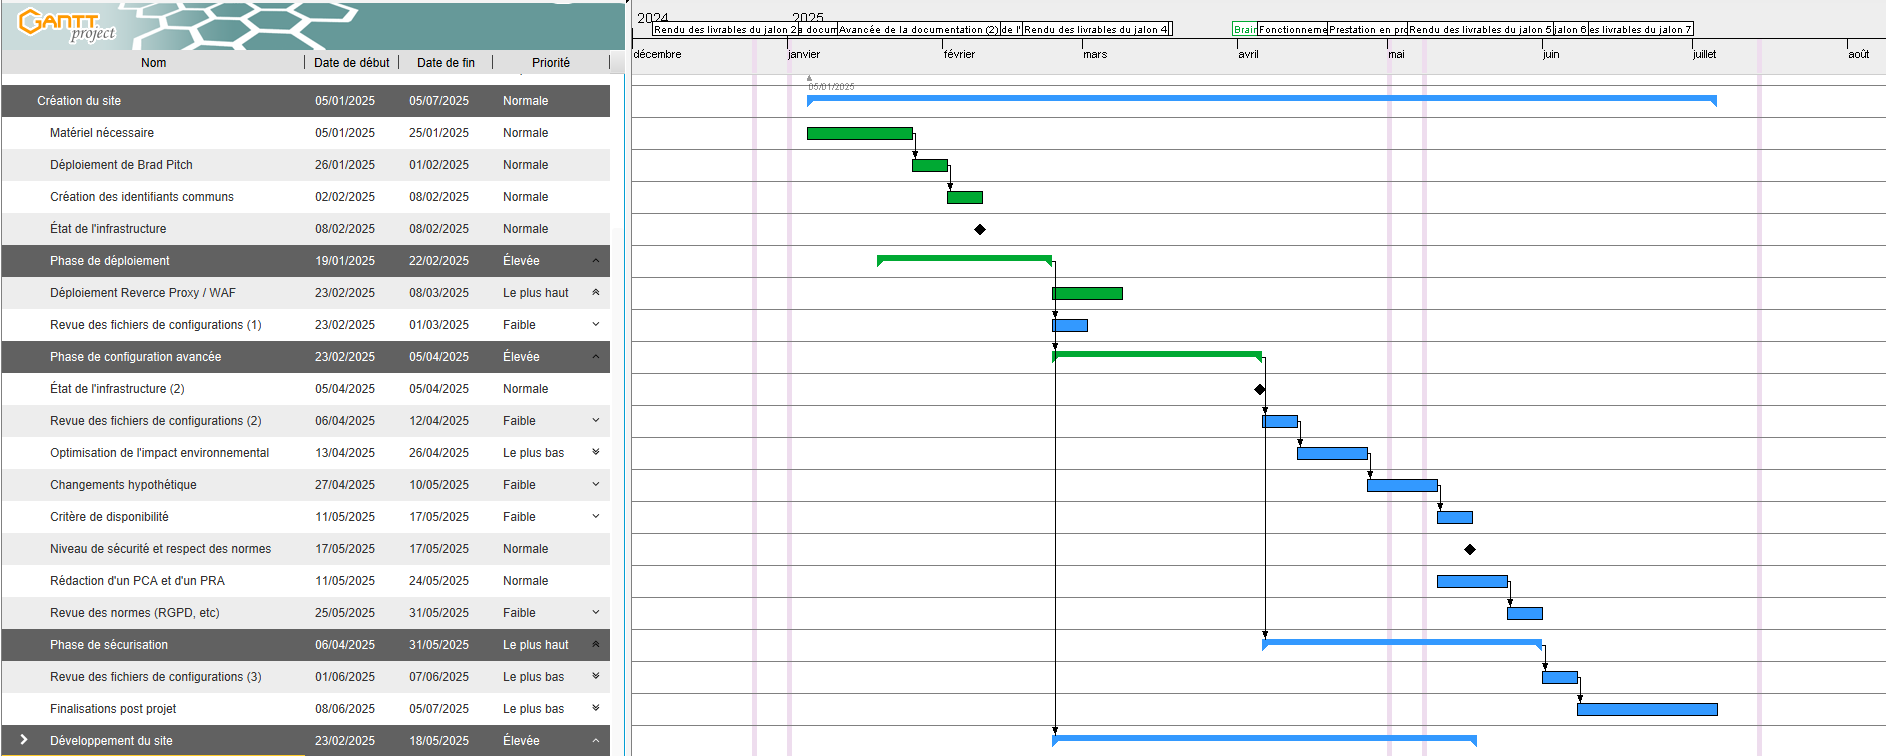 GANTT
project
2024
2025
Rendu des livrables du jalon 2
a docum
Avancée de la documentation (2)
de l'
Rendu des livrables du jalon 4
Brain
Fonctionneme
Prestation en pro
Rendu des livrables du jalon 5
jalon 6
es livrables du jalon 7
décembre
janvier
février
mars
avril
mai
juin
juillet
août
Nom Date de début Date de fin Priorité
05/01/2025
Création du site 05/01/2025 05/07/2025 Normale
Matériel nécessaire 05/01/2025 25/01/2025 Normale
Déploiement de Brad Pitch 26/01/2025 01/02/2025 Normale
Création des identifiants communs 02/02/2025 08/02/2025 Normale
État de l'infrastructure 08/02/2025 08/02/2025 Normale
Phase de déploiement 19/01/2025 22/02/2025 Élevée
Déploiement Reverce Proxy / WAF 23/02/2025 08/03/2025 Le plus haut
Revue des fichiers de configurations (1) 23/02/2025 01/03/2025 Faible
Phase de configuration avancée 23/02/2025 05/04/2025 Élevée
État de l'infrastructure (2) 05/04/2025 05/04/2025 Normale
Revue des fichiers de configurations (2) 06/04/2025 12/04/2025 Faible
Optimisation de l'impact environnemental 13/04/2025 26/04/2025 Le plus bas
Changements hypothétique 27/04/2025 10/05/2025 Faible
Critère de disponibilité 11/05/2025 17/05/2025 Faible
Niveau de sécurité et respect des normes 17/05/2025 17/05/2025 Normale
Rédaction d'un PCA et d'un PRA 11/05/2025 24/05/2025 Normale
Revue des normes (RGPD, etc) 25/05/2025 31/05/2025 Faible
Phase de sécurisation 06/04/2025 31/05/2025 Le plus haut
Revue des fichiers de configurations (3) 01/06/2025 07/06/2025 Le plus bas
Finalisations post projet 08/06/2025 05/07/2025 Le plus bas
Développement du site 23/02/2025 18/05/2025 Élevée